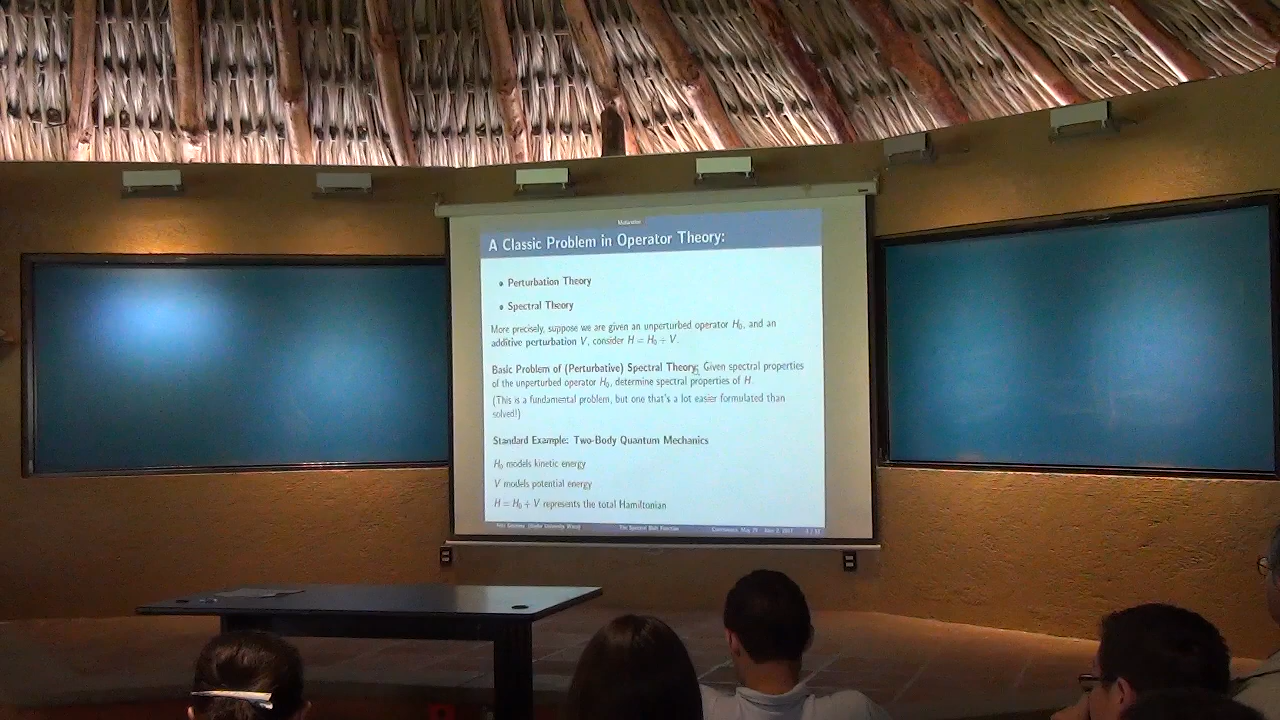 Motivation
A Classic Problem in Operator Theory:
• Perturbation Theory
• Spectral Theory
More precisely, suppose we are given an unperturbed operator H₀, and an
additive perturbation V, consider H = H₀ + V.
Basic Problem of (Perturbative) Spectral Theory: Given spectral properties
of the unperturbed operator H₀, determine spectral properties of H.
(This is a fundamental problem, but one that's a lot easier formulated than
solved!)
Standard Example: Two-Body Quantum Mechanics
H₀ models kinetic energy
V models potential energy
H = H₀ + V represents the total Hamiltonian
The Spectral Shift Function